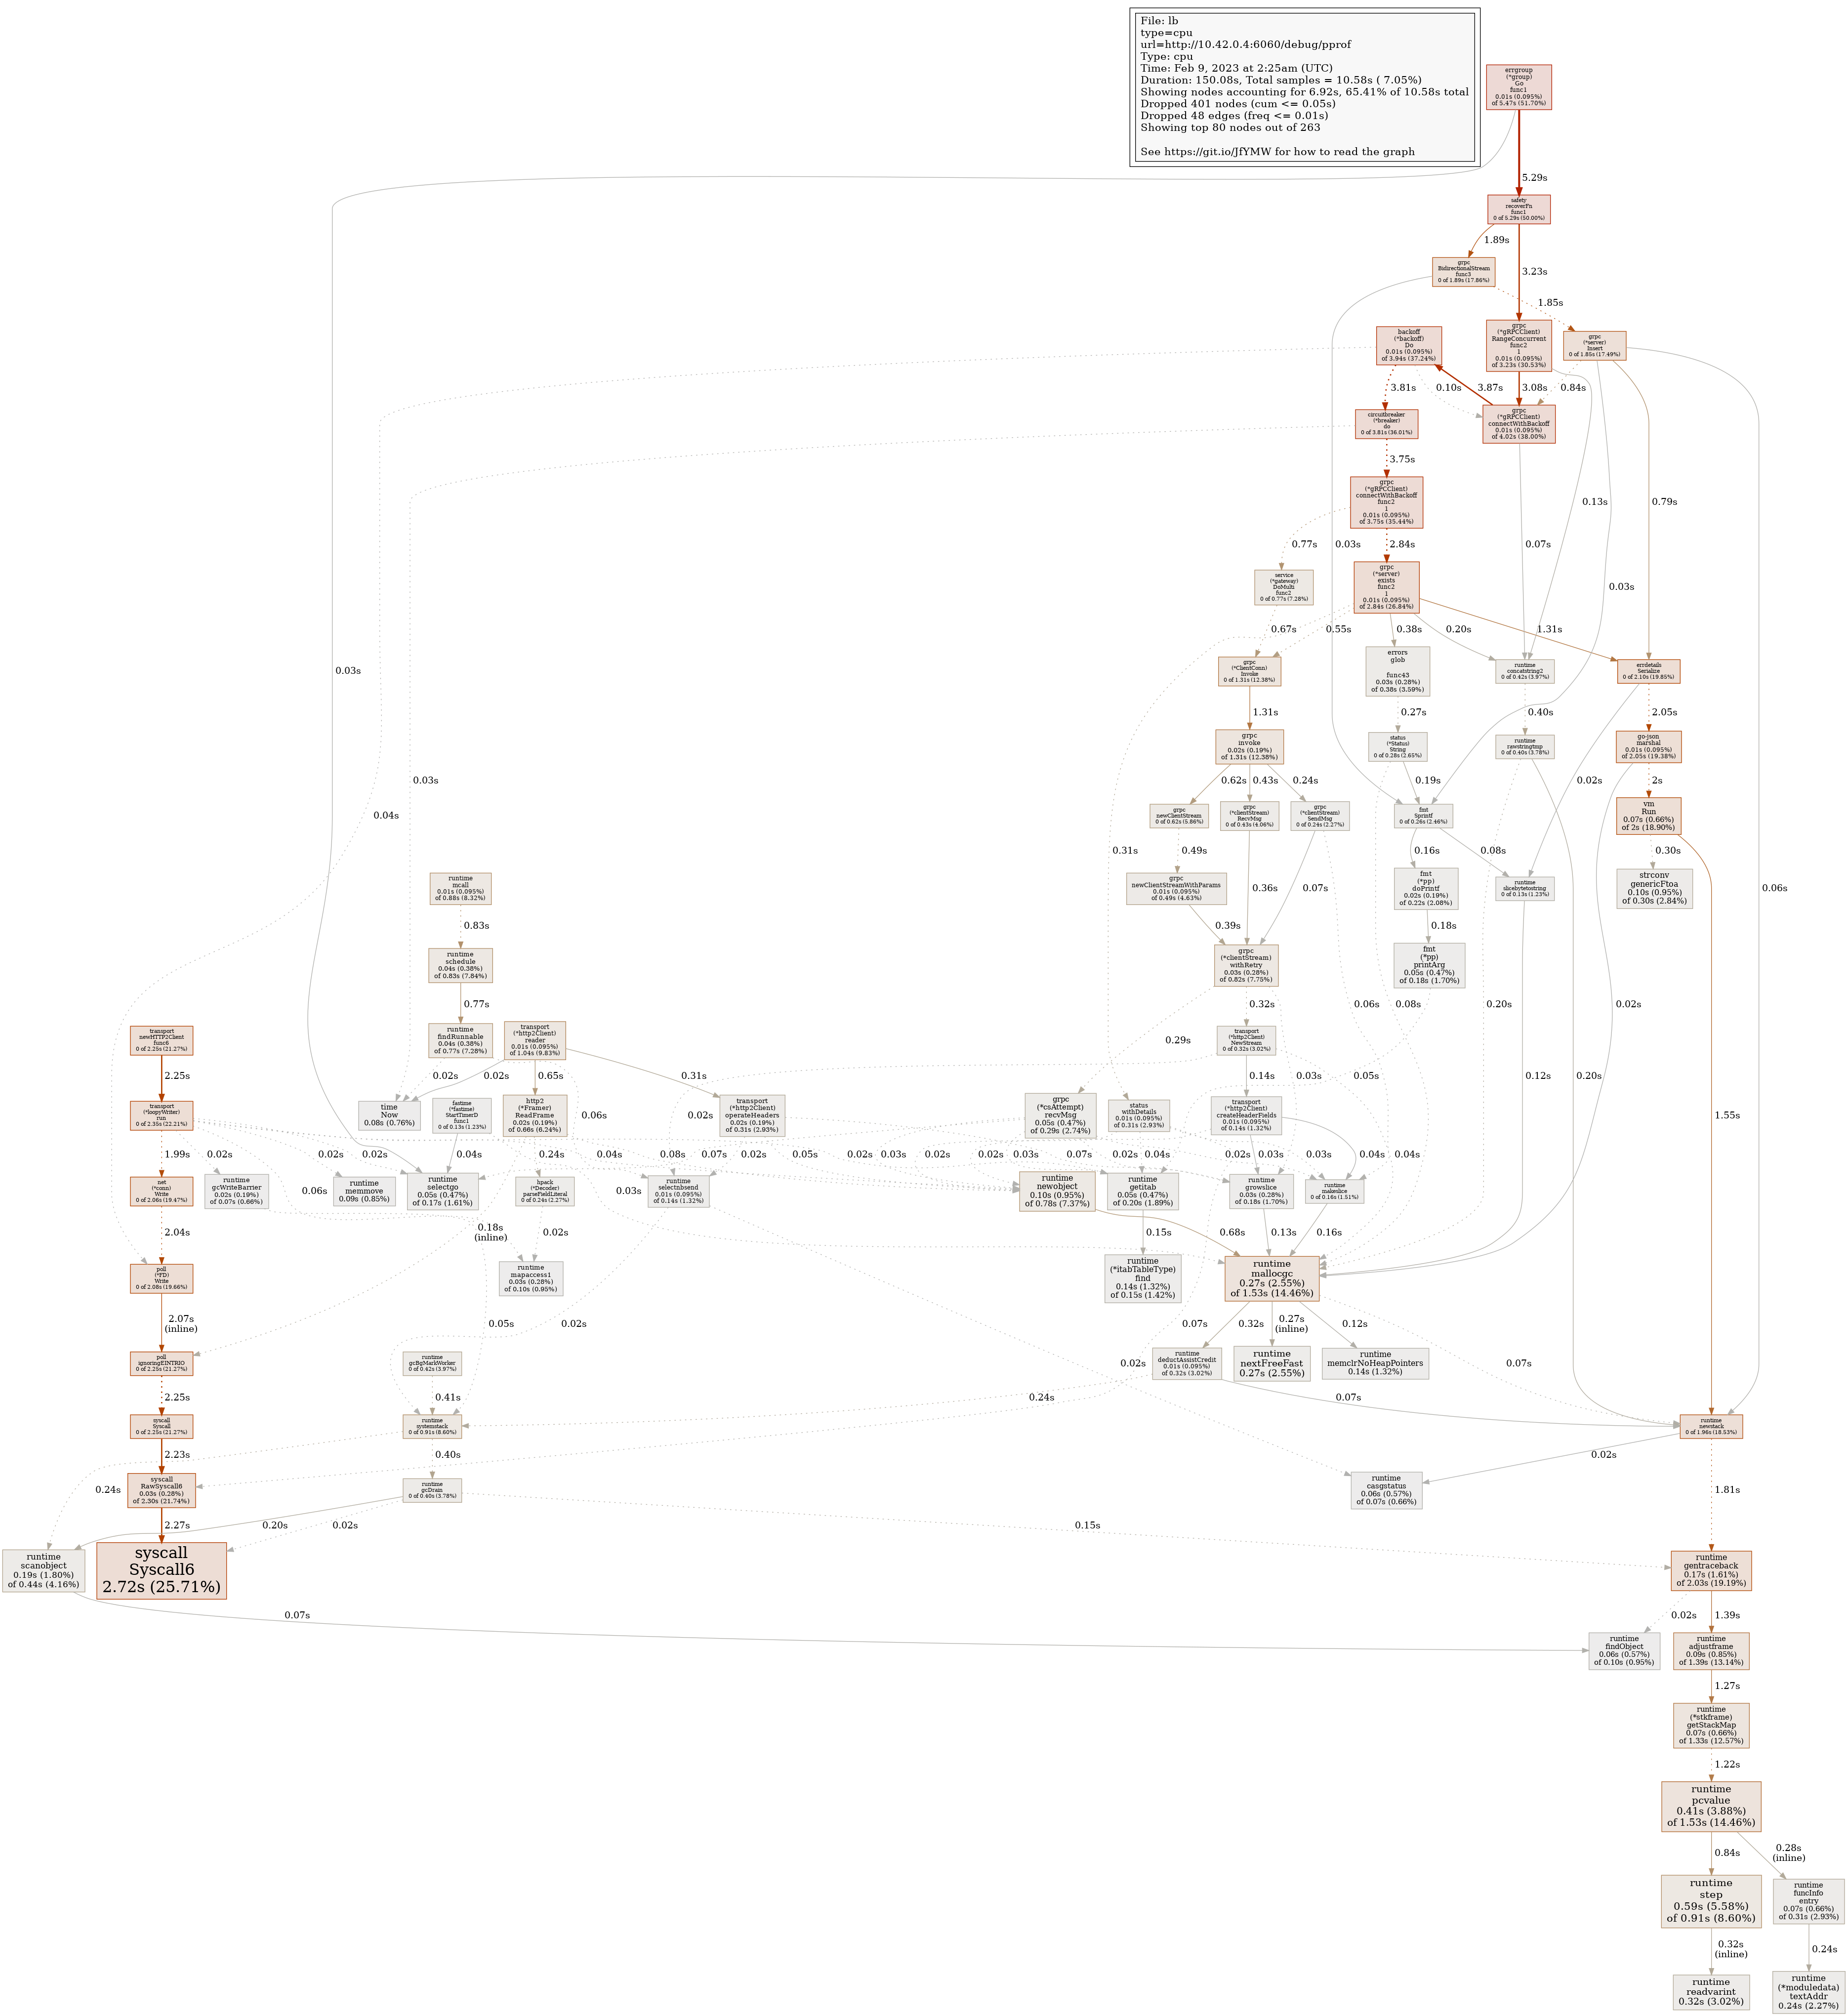 File: lb
type=cpu
url=http://10.42.0.4:6060/debug/pprof
Type: cpu
Time: Feb 9, 2023 at 2:25am (UTC)
Duration: 150.08s, Total samples = 10.58s ( 7.05%)
Showing nodes accounting for 6.92s, 65.41% of 10.58s total
Dropped 401 nodes (cum <= 0.05s)
Dropped 48 edges (freq <= 0.01s)
Showing top 80 nodes out of 263
See https://git.io/JfYMW for how to read the graph
errgroup
(*group)
Go
func1
0.01s (0.095%)
of 5.47s (51.70%)
5.29s
safety
recoverFn
func1
0 of 5.29s (50.00%)
1.89s
3.23s
grpc
BidirectionalStream
func3
0 of 1.89s (17.86%)
1.85s
backoff
(*backoff)
Do
0.01s (0.095%)
of 3.94s (37.24%)
grpc
(*gRPCClient)
RangeConcurrent
func2
1
0.01s (0.095%)
of 3.23s (30.53%)
grpc
(*server)
Insert
0 of 1.85s (17.49%)
3.81s
0.10s
3.87s
3.08s
0.84s
circuitbreaker
(*breaker)
do
0 of 3.81s (36.01%)
grpc
(*gRPCClient)
connectWithBackoff
0.01s (0.095%)
of 4.02s (38.00%)
3.75s
grpc
(*gRPCClient)
connectWithBackoff
func2
1
0.01s (0.095%)
of 3.75s (35.44%)
0.13s
0.79s
0.77s
2.84s
0.03s
0.07s
0.03s
service
(*gateway)
DoMulti
func2
0 of 0.77s (7.28%)
grpc
(*server)
exists
func2
1
0.01s (0.095%)
of 2.84s (26.84%)
0.67s
0.55s
0.38s
0.20s
1.31s
grpc
(*ClientConn)
Invoke
0 of 1.31s (12.38%)
errors
glob
func43
0.03s (0.28%)
of 0.38s (3.59%)
runtime
concatstring2
0 of 0.42s (3.97%)
errdetails
Serialize
0 of 2.10s (19.85%)
0.03s
1.31s
0.27s
0.40s
2.05s
grpc
invoke
0.02s (0.19%)
of 1.31s (12.38%)
status
(*Status)
String
0 of 0.28s (2.65%)
runtime
rawstringtmp
0 of 0.40s (3.78%)
go-json
marshal
0.01s (0.095%)
of 2.05s (19.38%)
0.03s
0.62s
0.43s
0.24s
0.19s
0.02s
2s
0.04s
grpc
newClientStream
0 of 0.62s (5.86%)
grpc
(*clientStream)
RecvMsg
0 of 0.43s (4.06%)
grpc
(*clientStream)
SendMsg
0 of 0.24s (2.27%)
fmt
Sprintf
0 of 0.26s (2.46%)
vm
Run
0.07s (0.66%)
of 2s (18.90%)
0.31s
0.49s
0.16s
0.08s
0.30s
runtime
mcall
0.01s (0.095%)
of 0.88s (8.32%)
grpc
newClientStreamWithParams
0.01s (0.095%)
of 0.49s (4.63%)
0.36s
0.07s
fmt
(*pp)
doPrintf
0.02s (0.19%)
of 0.22s (2.08%)
runtime
slicebytetostring
0 of 0.13s (1.23%)
strconv
genericFtoa
0.10s (0.95%)
of 0.30s (2.84%)
0.06s
0.83s
0.39s
0.18s
runtime
schedule
0.04s (0.38%)
of 0.83s (7.84%)
grpc
(*clientStream)
withRetry
0.03s (0.28%)
of 0.82s (7.75%)
fmt
(*pp)
printArg
0.05s (0.47%)
of 0.18s (1.70%)
0.77s
0.32s
0.06s
0.08s
0.20s
0.02s
transport
newHTTP2Client
func6
0 of 2.25s (21.27%)
runtime
findRunnable
0.04s (0.38%)
of 0.77s (7.28%)
transport
(*http2Client)
reader
0.01s (0.095%)
of 1.04s (9.83%)
0.29s
transport
(*http2Client)
NewStream
0 of 0.32s (3.02%)
2.25s
0.02s
0.02s
0.65s
0.31s
0.14s
0.03s
0.05s
0.12s
0.20s
transport
(*loopyWriter)
run
0 of 2.35s (22.21%)
time
Now
0.08s (0.76%)
fastime
(*fastime)
StartTimerD
func1
0 of 0.13s (1.23%)
http2
(*Framer)
ReadFrame
0.02s (0.19%)
of 0.66s (6.24%)
0.06s
transport
(*http2Client)
operateHeaders
0.02s (0.19%)
of 0.31s (2.93%)
0.02s
grpc
(*csAttempt)
recvMsg
0.05s (0.47%)
of 0.29s (2.74%)
status
withDetails
0.01s (0.095%)
of 0.31s (2.93%)
transport
(*http2Client)
createHeaderFields
0.01s (0.095%)
of 0.14s (1.32%)
1.55s
1.99s
0.02s
0.02s
0.02s
0.04s
0.24s
0.04s
0.08s
0.07s
0.02s
0.05s
0.02s
0.03s
0.02s
0.03s
0.07s
0.02s
0.04s
0.02s
0.03s
0.03s
0.04s
0.04s
net
(*conn)
Write
0 of 2.06s (19.47%)
runtime
gcWriteBarrier
0.02s (0.19%)
of 0.07s (0.66%)
0.06s
runtime
memmove
0.09s (0.85%)
runtime
selectgo
0.05s (0.47%)
of 0.17s (1.61%)
hpack
(*Decoder)
parseFieldLiteral
0 of 0.24s (2.27%)
0.03s
runtime
selectnbsend
0.01s (0.095%)
of 0.14s (1.32%)
runtime
newobject
0.10s (0.95%)
of 0.78s (7.37%)
runtime
getitab
0.05s (0.47%)
of 0.20s (1.89%)
runtime
growslice
0.03s (0.28%)
of 0.18s (1.70%)
runtime
makeslice
0 of 0.16s (1.51%)
2.04s
0.18s
(inline)
0.02s
0.68s
0.15s
0.13s
0.16s
poll
(*FD)
Write
0 of 2.08s (19.66%)
runtime
mapaccess1
0.03s (0.28%)
of 0.10s (0.95%)
runtime
(*itabTableType)
find
0.14s (1.32%)
of 0.15s (1.42%)
runtime
mallocgc
0.27s (2.55%)
of 1.53s (14.46%)
2.07s
(inline)
0.05s
0.02s
0.07s
0.32s
0.27s
(inline)
0.12s
poll
ignoringEINTRIO
0 of 2.25s (21.27%)
runtime
gcBgMarkWorker
0 of 0.42s (3.97%)
0.02s
runtime
deductAssistCredit
0.01s (0.095%)
of 0.32s (3.02%)
runtime
nextFreeFast
0.27s (2.55%)
runtime
memclrNoHeapPointers
0.14s (1.32%)
0.07s
2.25s
0.41s
0.24s
0.07s
syscall
Syscall
0 of 2.25s (21.27%)
runtime
systemstack
0 of 0.91s (8.60%)
runtime
newstack
0 of 1.96s (18.53%)
2.23s
0.40s
0.02s
0.24s
syscall
RawSyscall6
0.03s (0.28%)
of 2.30s (21.74%)
runtime
gcDrain
0 of 0.40s (3.78%)
runtime
casgstatus
0.06s (0.57%)
of 0.07s (0.66%)
1.81s
2.27s
0.20s
0.02s
0.15s
runtime
scanobject
0.19s (1.80%)
of 0.44s (4.16%)
syscall
Syscall6
2.72s (25.71%)
runtime
gentraceback
0.17s (1.61%)
of 2.03s (19.19%)
0.07s
0.02s
1.39s
runtime
findObject
0.06s (0.57%)
of 0.10s (0.95%)
runtime
adjustframe
0.09s (0.85%)
of 1.39s (13.14%)
1.27s
runtime
(*stkframe)
getStackMap
0.07s (0.66%)
of 1.33s (12.57%)
1.22s
runtime
pcvalue
0.41s (3.88%)
of 1.53s (14.46%)
0.84s
0.28s
(inline)
runtime
step
0.59s (5.58%)
of 0.91s (8.60%)
runtime
funcInfo
entry
0.07s (0.66%)
of 0.31s (2.93%)
0.32s
(inline)
0.24s
runtime
readvarint
0.32s (3.02%)
runtime
(*moduledata)
textAddr
0.24s (2.27%)